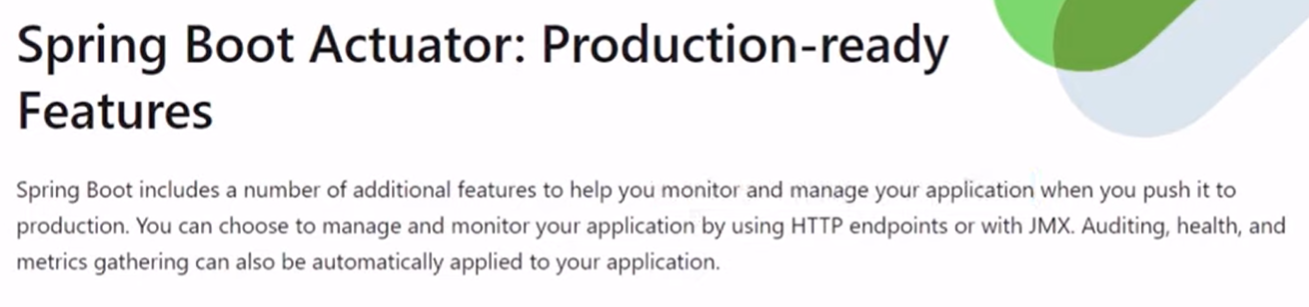 Spring Boot Actuator: Production-ready
Features
Spring Boot includes a number of additional features to help you monitor and manage your application when you push it to
production. You can choose to manage and monitor your application by using HTTP endpoints or with JMX. Auditing, health, and
metrics gathering can also be automatically applied to your application.